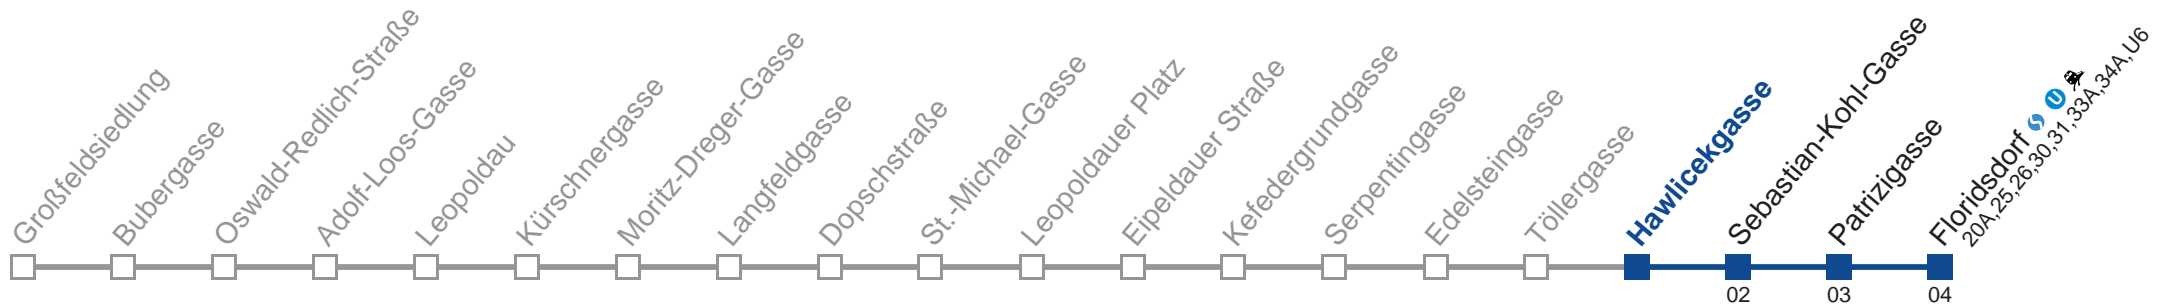 Großfeldsiedlung
Bubergasse
Oswald-Redlich-Straße
Adolf-Loos-Gasse
Leopoldau
Kürschnergasse
Moritz-Dreger-Gasse
Langfeldgasse
Dopschstraße
St.-Michael-Gasse
Leopoldauer Platz
Eipeldauer Straße
Kefedergrundgasse
Serpentingasse
Edelsteingasse
Töllergasse
Hawlicekgasse
Sebastian-Kohl-Gasse
Patrizigasse
Floridsdorf S U
20A,25,26,30,31,33A,34A,U6
02
03
04